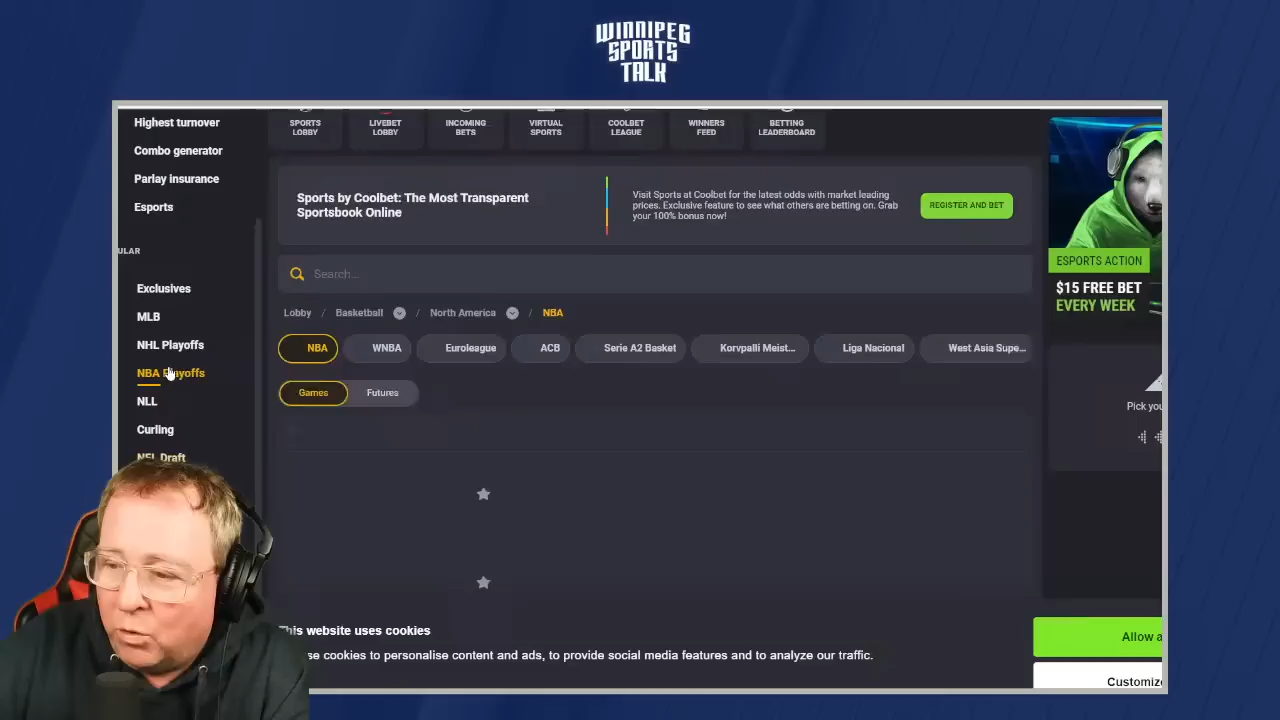 WINNIPEG
SPORTS
TALK
Highest turnover
Combo generator
Parlay insurance
Esports
ULAR
Exclusives
MLB
NHL Playoffs
NBA Playoffs
NLL
Curling
NFL Draft
SPORTS
LOBBY
LIVEBET
LOBBY
INCOMING
BETS
VIRTUAL
SPORTS
COOLBET
LEAGUE
WINNERS
FEED
BETTING
LEADERBOARD
Sports by Coolbet: The Most Transparent
Sportsbook Online
Visit Sports at Coolbet for the latest odds with market leading
prices. Exclusive feature to see what others are betting on. Grab
your 100% bonus now!
REGISTER AND BET
Search...
Lobby / Basketball / North America / NBA
NBA WNBA Euroleague ACB Serie A2 Basket Korvpalli Meist... Liga Nacional West Asia Supe...
Games Futures
ESPORTS ACTION
$15 FREE BET
EVERY WEEK
Pick you
This website uses cookies
se cookies to personalise content and ads, to provide social media features and to analyze our traffic.
Allow a
Customize